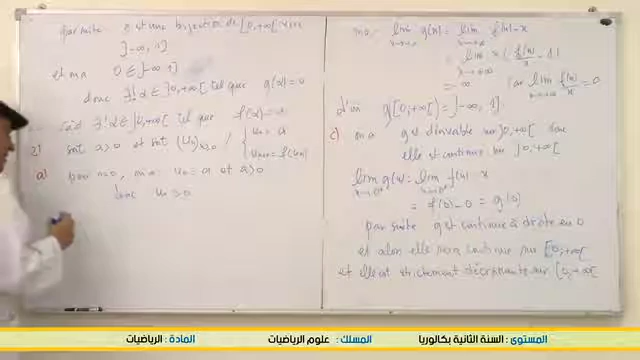 par suite g est une bijection de [0,+∞[ vers
]-∞, 1]
et on a 0 ∈ ]-∞, 1]
donc ∃! α ∈ ]0,+∞[ tel que g(α)=0
càd ∃! α ∈ ]0,+∞[ tel que f(α)=α
2) soit a>0 et soit (Un)n≥0 / { U0 = a
Un+1 = f(Un)
a) pour n=0, on a U0 = a et a>0
donc U0 >0
lim g(x) = lim f(x) - x
x→+∞ x→+∞
= lim x( f(x)/x - 1)
x→+∞
= -∞ Car lim f(x)/x = 0
x→+∞
d'où g([0,+∞[) = ]-∞, 1]
c) on a g est dérivable sur ]0,+∞[ donc
elle est continue sur ]0,+∞[
lim g(x) = lim f(x) - x
x→0+ x→0+
= f(0) - 0 = g(0)
par suite g est continue à droite en 0
et alors elle sera continue sur [0,+∞[
et elle est strictement décroissante sur [0,+∞[
المستوى : السنة الثانية بكالوريا المسلك : علوم الرياضيات المادة : الرياضيات